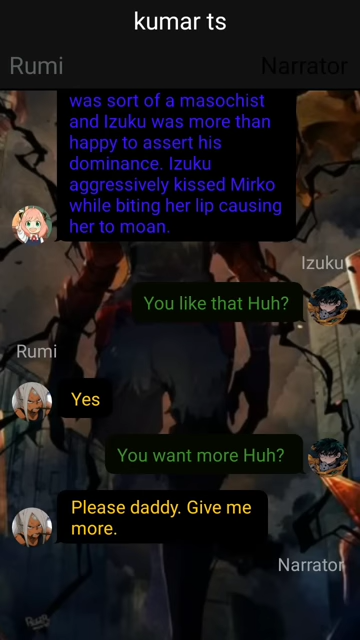 kumar ts
Rumi
Narrator
was sort of a masochist
and Izuku was more than
happy to assert his
dominance. Izuku
aggressively kissed Mirko
while biting her lip causing
her to moan.
Izuku
You like that Huh?
Rumi
Yes
You want more Huh?
Please daddy. Give me
more.
Narrator